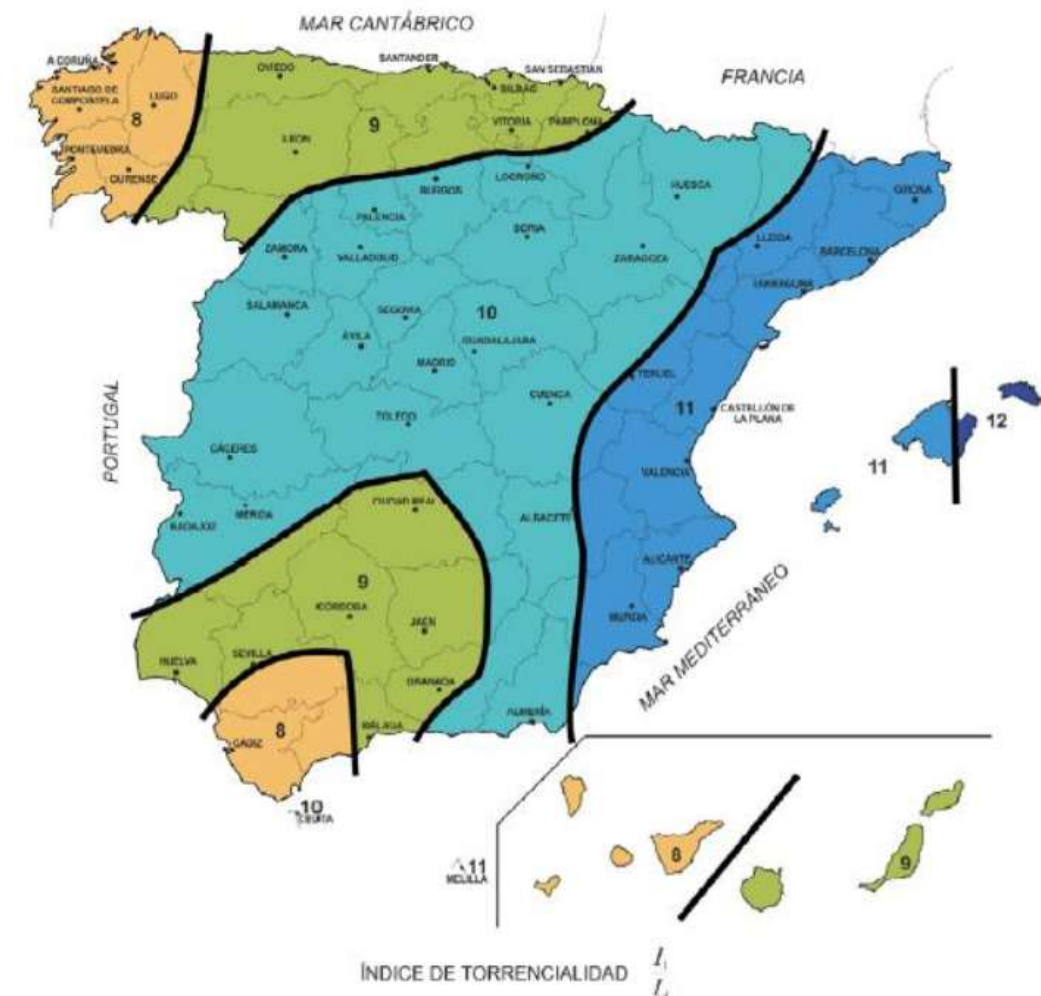 MAR CANTÁBRICO
A CORUÑA
SANTIAGO DE COMPOSTELA
LUGO
8
PONTEVEDRA
OURENSE
OVIEDO
SANTANDER
SAN SEBASTIÁN
BILBAO
FRANCIA
9
LEON
VITORIA
PAMPLONA
BURGOS
LOGROÑO
HUESCA
GIRONA
PALENCIA
SORIA
ZAMORA
VALLADOLID
ZARAGOZA
LLEIDA
BARCELONA
TARRAGONA
SALAMANCA
SEGOVIA
10
ÁVILA
GUADALAJARA
MADRID
TERUEL
CUENCA
TOLEDO
11
CASTELLÓN DE
LA PLANA
12
11
PORTUGAL
CÁCERES
VALENCIA
CIUDAD REAL
ALBACETE
BADAJOZ
MERIDA
ALICANTE
9
CÓRDOBA
JAÉN
MURCIA
MAR MEDITERRÁNEO
HUELVA
SEVILLA
GRANADA
8
CÁDIZ
MÁLAGA
ALMERÍA
10
CEUTA
11
MELILLA
8
9
ÍNDICE DE TORRENCIALIDAD
I
I